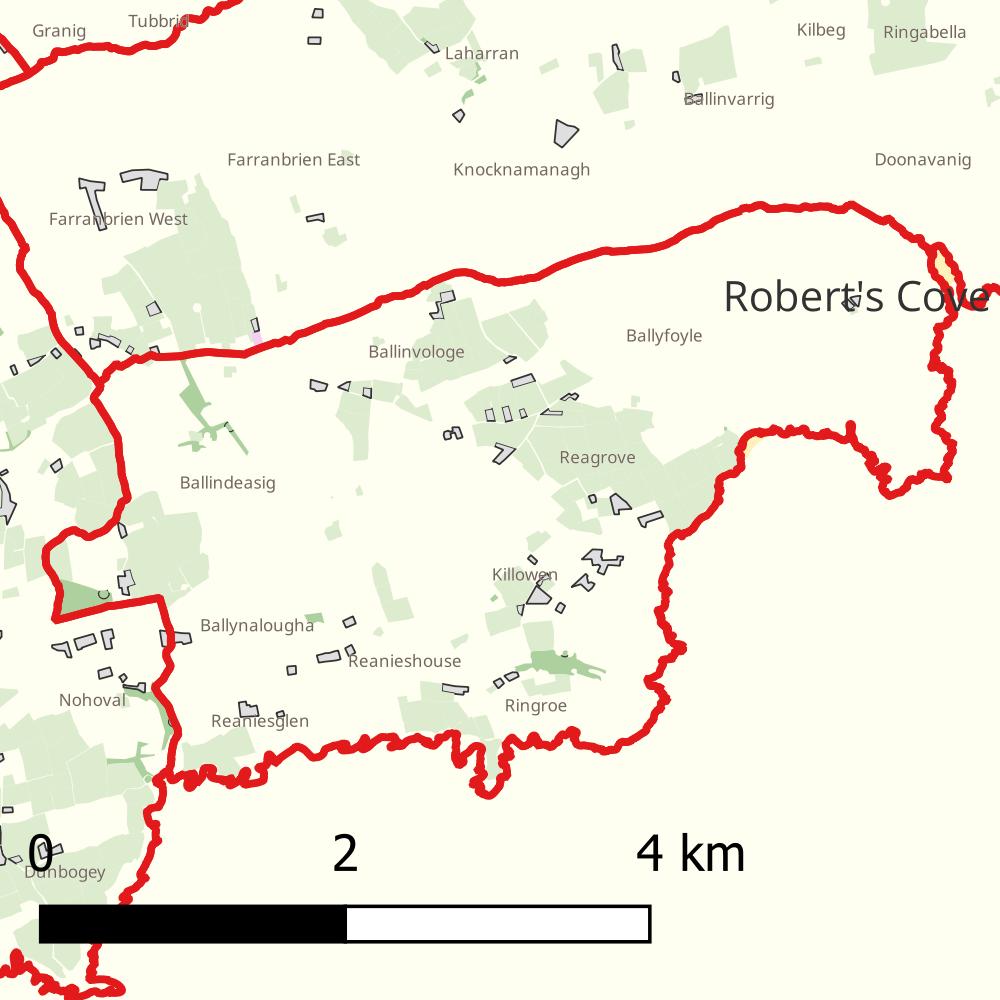 Granig
Tubbrid
Laharran
Kilbeg
Ringabella
Ballinvarrig
Farranbrien East
Knocknamanagh
Doonavanig
Farranbrien West
Robert's Cove
Ballinvologe
Ballyfoyle
Reagrove
Ballindeasig
Killowen
Ballynalougha
Reanieshouse
Nohoval
Ringroe
Reaniesglen
Dunbogey
0 2 4 km